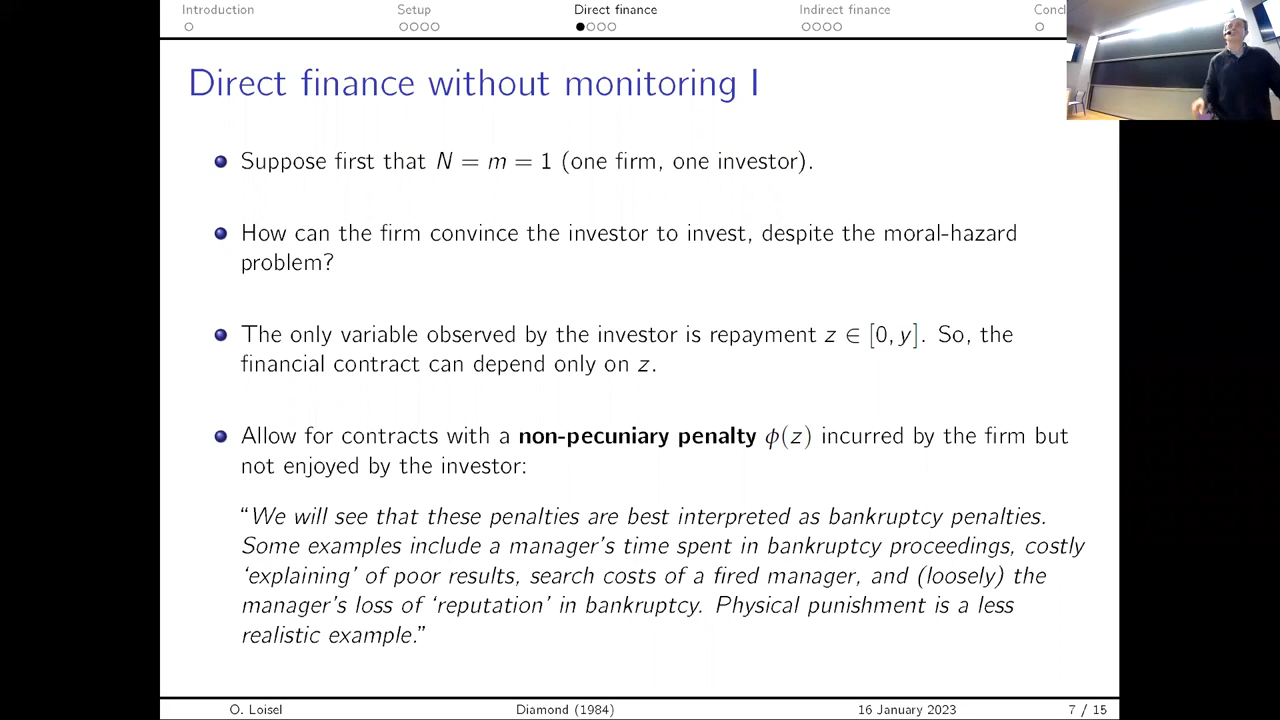 Introduction Setup Direct finance Indirect finance Concl
Direct finance without monitoring I
Suppose first that N = m = 1 (one firm, one investor).
How can the firm convince the investor to invest, despite the moral-hazard
problem?
The only variable observed by the investor is repayment z ∈ [0, y]. So, the
financial contract can depend only on z.
Allow for contracts with a non-pecuniary penalty ϕ(z) incurred by the firm but
not enjoyed by the investor:
“We will see that these penalties are best interpreted as bankruptcy penalties.
Some examples include a manager’s time spent in bankruptcy proceedings, costly
‘explaining’ of poor results, search costs of a fired manager, and (loosely) the
manager’s loss of ‘reputation’ in bankruptcy. Physical punishment is a less
realistic example.”
O. Loisel Diamond (1984) 16 January 2023 7 / 15